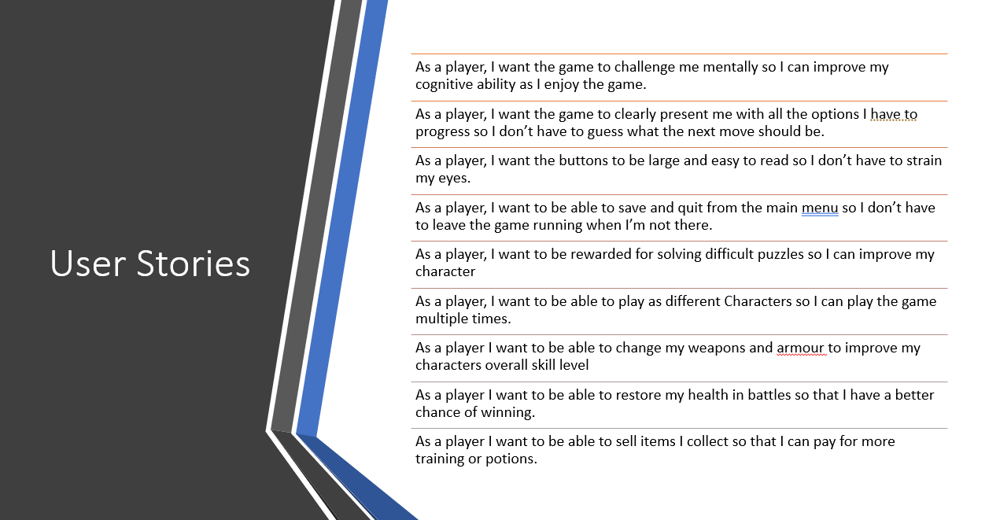 User Stories
As a player, I want the game to challenge me mentally so I can improve my
cognitive ability as I enjoy the game.
As a player, I want the game to clearly present me with all the options I have to
progress so I don’t have to guess what the next move should be.
As a player, I want the buttons to be large and easy to read so I don’t have to strain
my eyes.
As a player, I want to be able to save and quit from the main menu so I don’t have
to leave the game running when I’m not there.
As a player, I want to be rewarded for solving difficult puzzles so I can improve my
character
As a player, I want to be able to play as different Characters so I can play the game
multiple times.
As a player I want to be able to change my weapons and armour to improve my
characters overall skill level
As a player I want to be able to restore my health in battles so that I have a better
chance of winning.
As a player I want to be able to sell items I collect so that I can pay for more
training or potions.